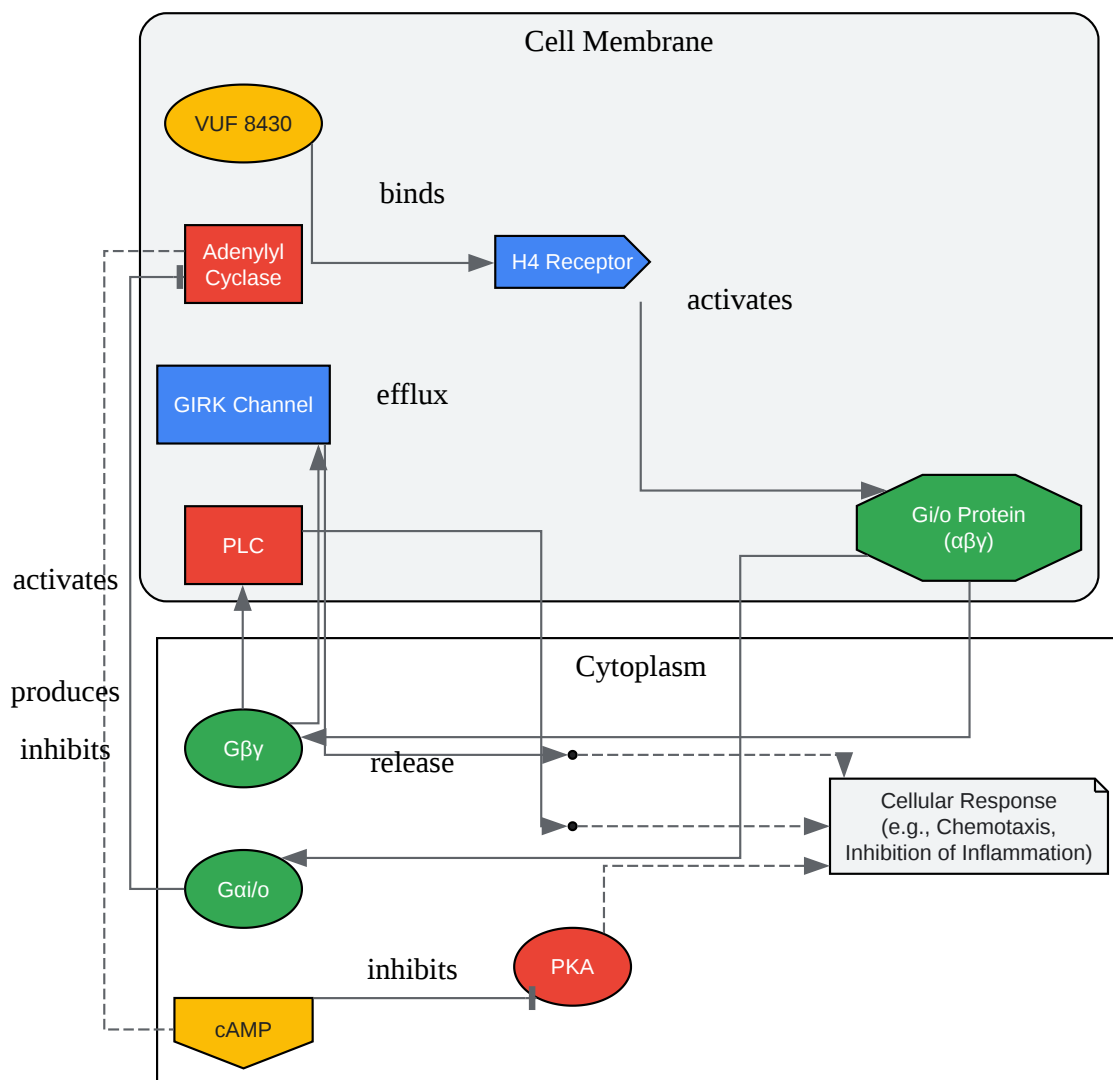 Cell Membrane
VUF 8430
binds
Adenylyl
Cyclase
H4 Receptor
activates
efflux
GIRK Channel
Gi/o Protein
(αβγ)
PLC
activates
Cytoplasm
produces
inhibits
Gβγ
release
Cellular Response
(e.g., Chemotaxis,
Inhibition of Inflammation)
Gαi/o
inhibits
PKA
cAMP